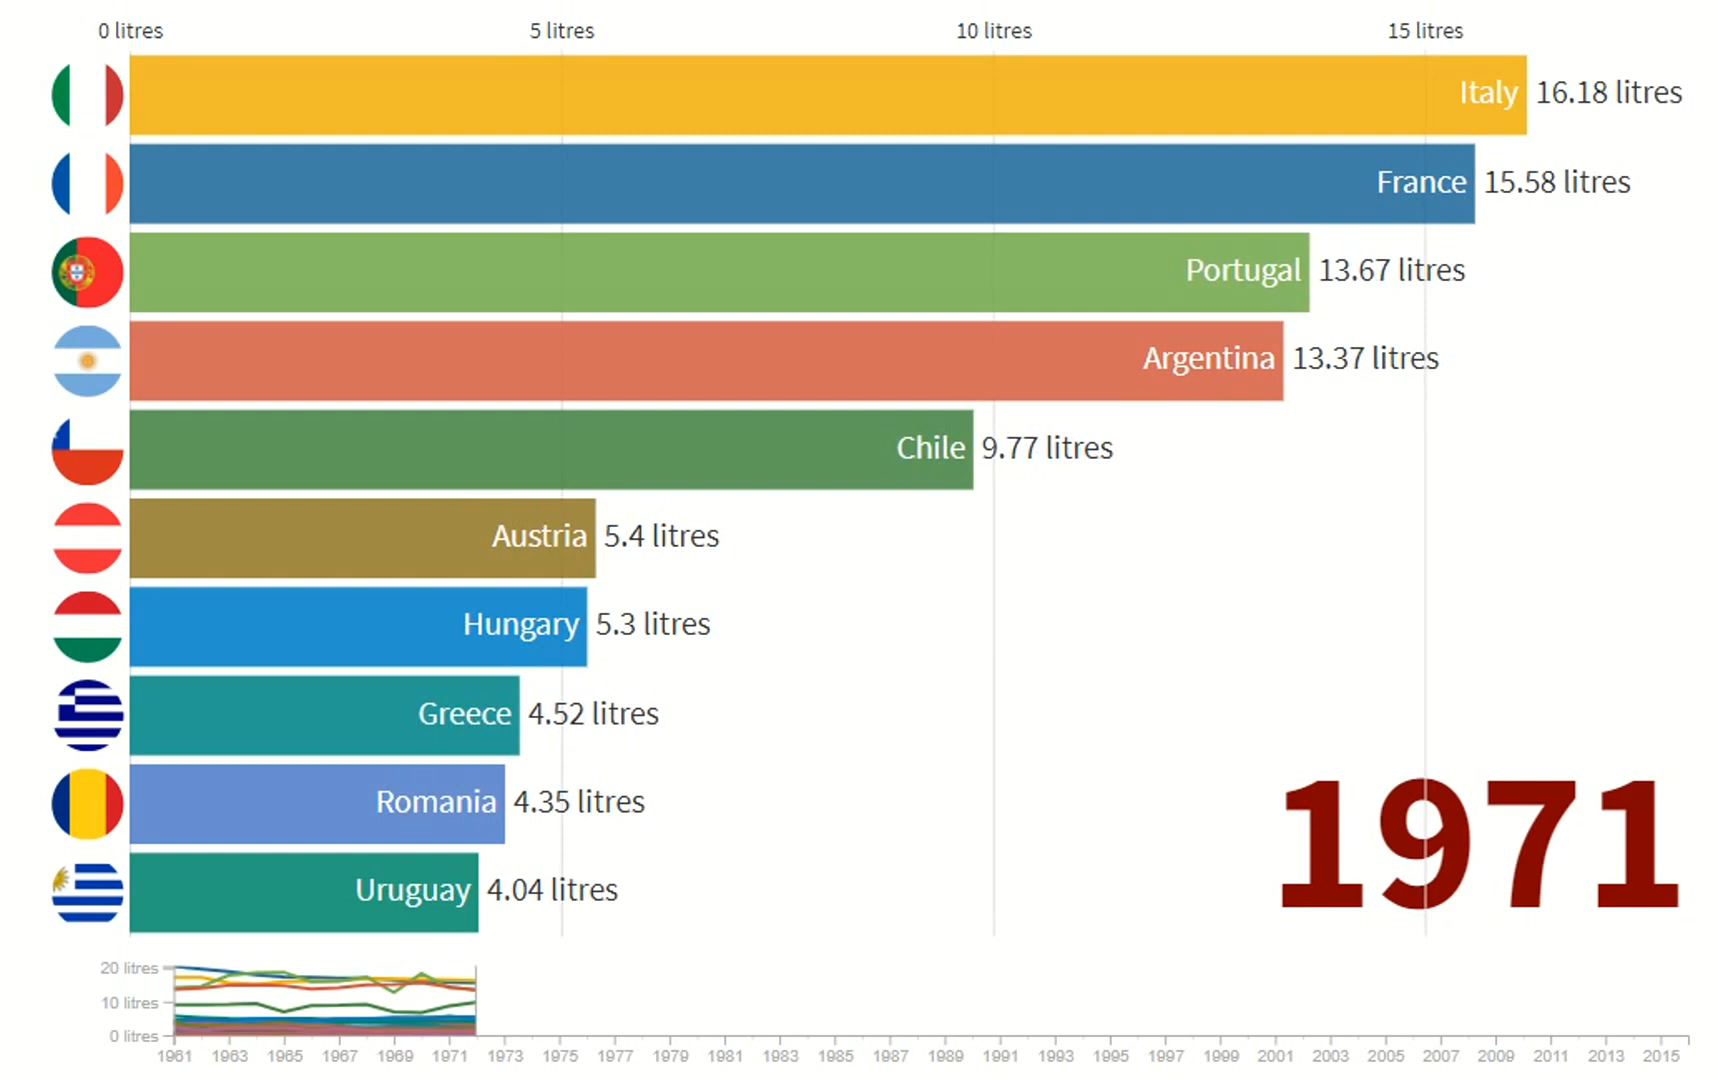 0 litres 5 litres 10 litres 15 litres
Italy 16.18 litres
France 15.58 litres
Portugal 13.67 litres
Argentina 13.37 litres
Chile 9.77 litres
Austria 5.4 litres
Hungary 5.3 litres
Greece 4.52 litres
Romania 4.35 litres
Uruguay 4.04 litres
1971
20 litres
10 litres
0 litres
1961 1963 1965 1967 1969 1971 1973 1975 1977 1979 1981 1983 1985 1987 1989 1991 1993 1995 1997 1999 2001 2003 2005 2007 2009 2011 2013 2015